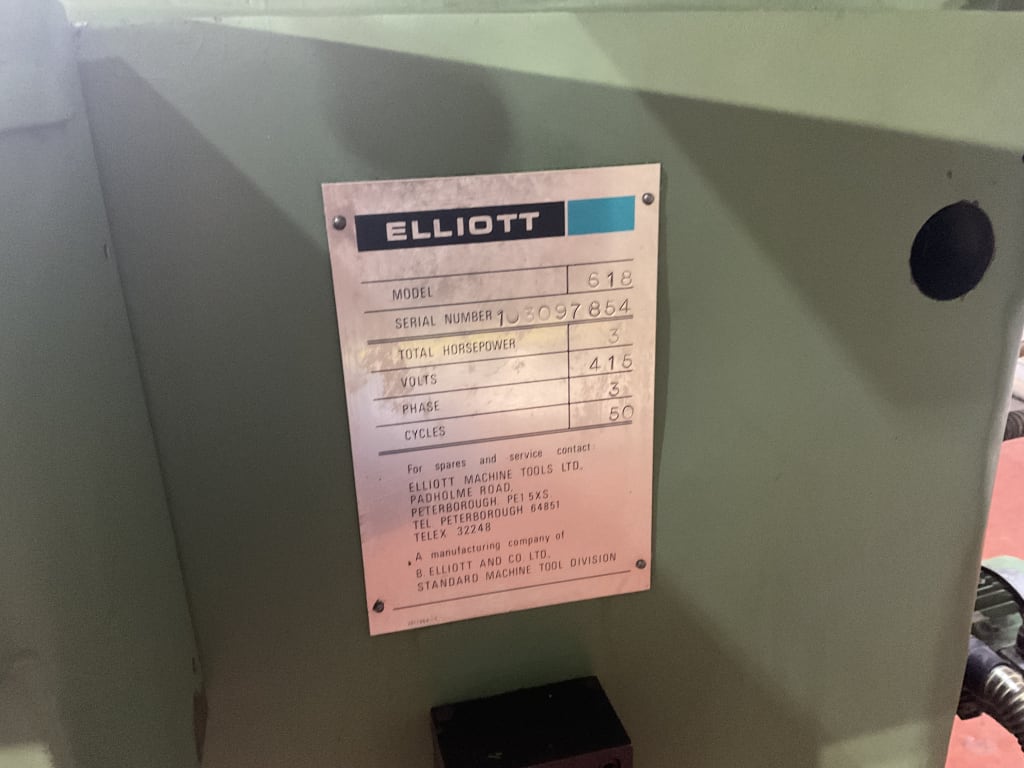 ELLIOTT
MODEL 618
SERIAL NUMBER 103097854
TOTAL HORSEPOWER 3
VOLTS 415
PHASE 3
CYCLES 50
For spares and service contact:
ELLIOTT MACHINE TOOLS LTD.,
PADHOLME ROAD,
PETERBOROUGH. PE1 5XS
TEL PETERBOROUGH 64851
TELEX 32248
A manufacturing company of
B. ELLIOTT AND CO. LTD.,
STANDARD MACHINE TOOL DIVISION